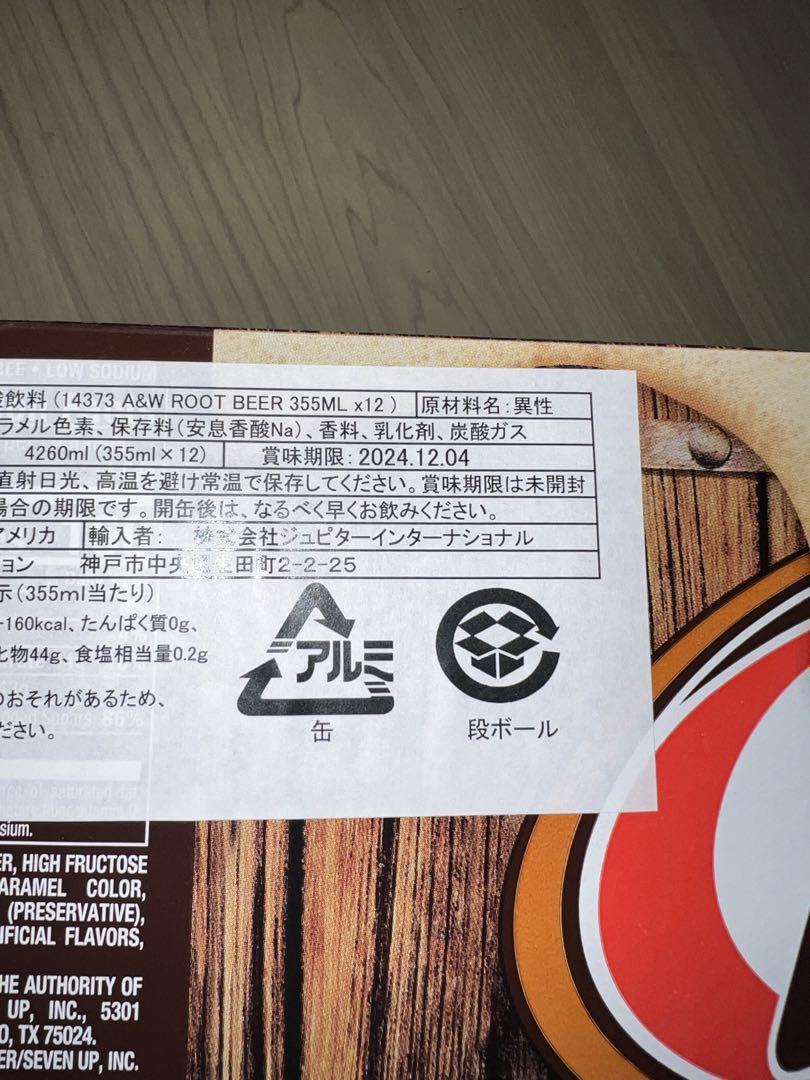 LOW SODIUM
飲料(14373 A&W ROOT BEER 355ML x12 ) 原材料名:異性
ラメル色素、保存料(安息香酸Na)、香料、乳化剤、炭酸ガス
4260ml(355ml×12) 賞味期限: 2024.12.04
直射日光、高温を避け常温で保存してください。賞味期限は未開封
場合の期限です。開缶後は、なるべく早くお飲みください。
アメリカ 輸入者: 株式会社ジュピターインターナショナル
ョン 神戸市中央区生田町2-2-25
示(355ml当たり)
160kcal、たんぱく質0g、
化物44g、食塩相当量0.2g
のおそれがあるため、
ださい。
アルミ
缶
段ボール
86%
sium.
ER, HIGH FRUCTOSE
ARAMEL COLOR,
(PRESERVATIVE),
IFICIAL FLAVORS,
HE AUTHORITY OF
UP, INC., 5301
O, TX 75024.
ER/SEVEN UP, INC.